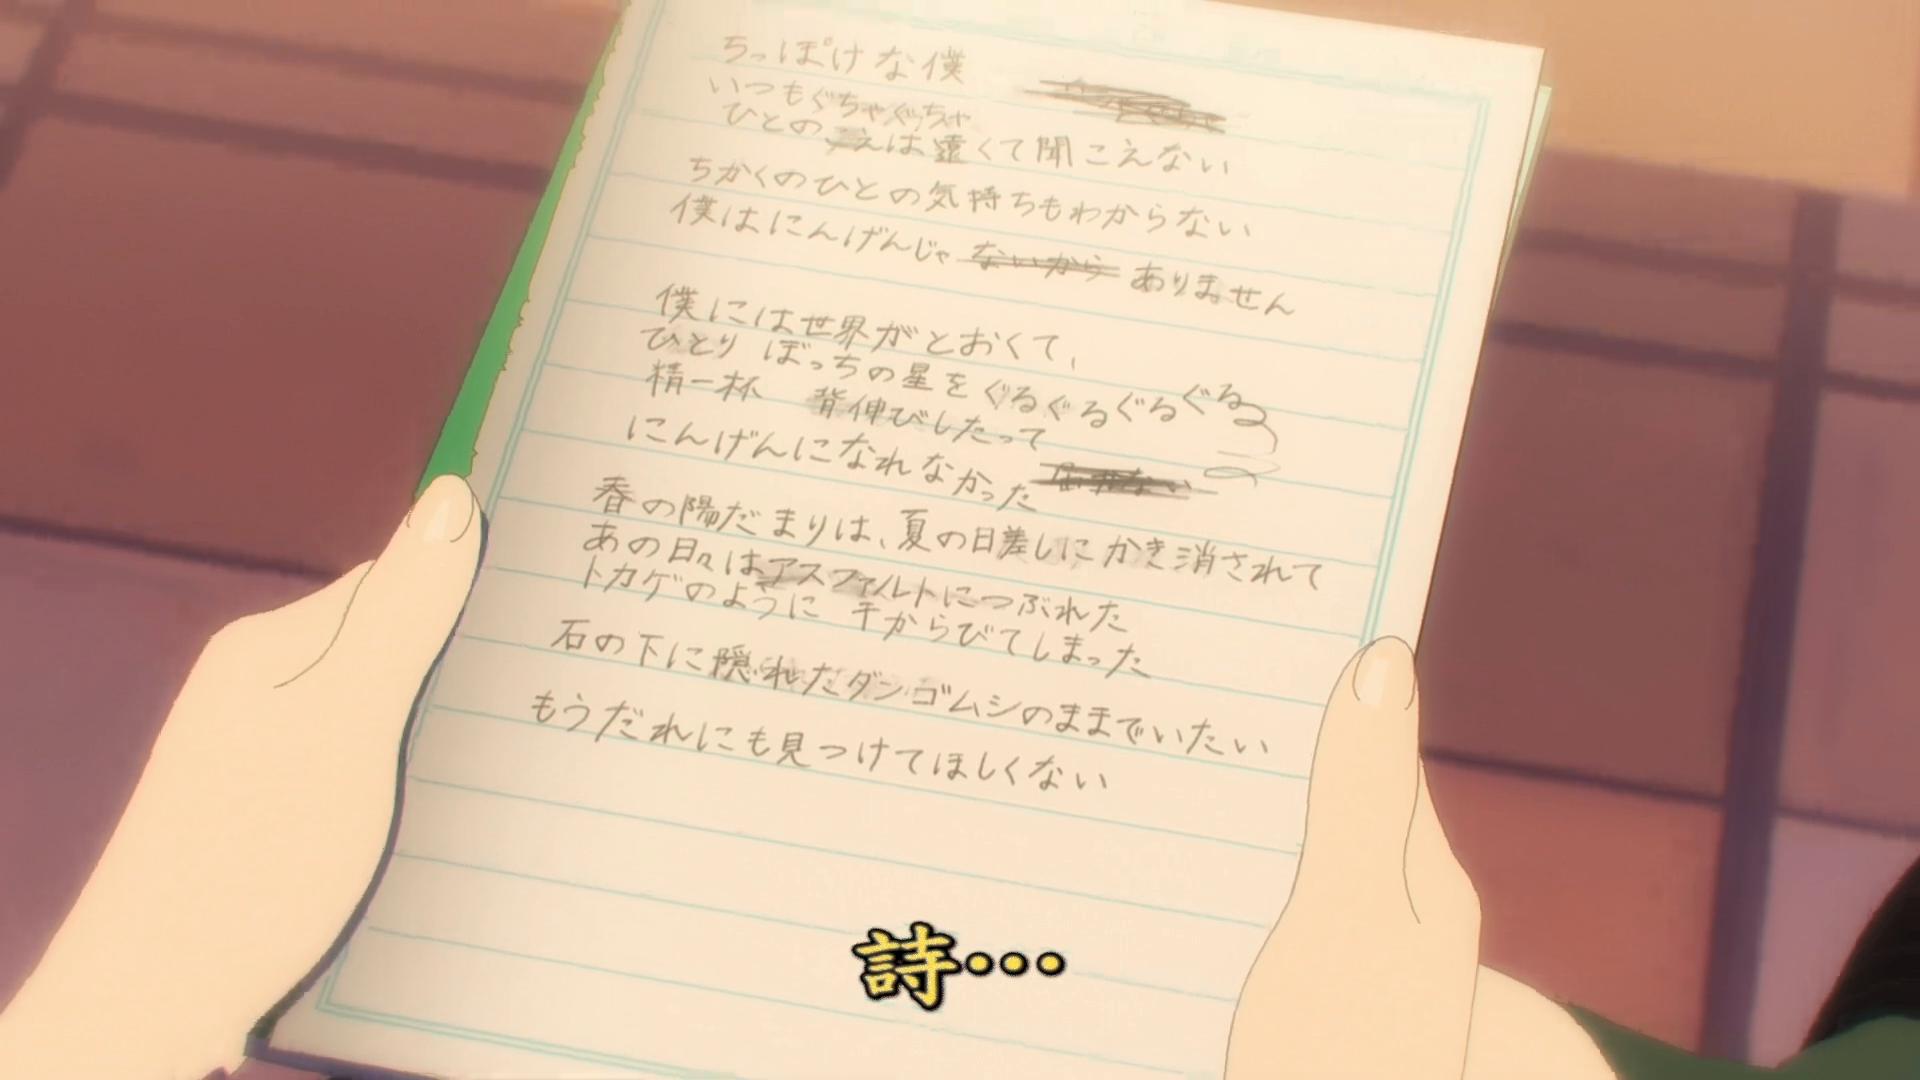 ちっぽけな僕
いつもぐちゃぐちゃ
ひとの こえは遠くて聞こえない
ちかくのひとの気持ちもわからない
僕はにんげんじゃ ないから ありません
僕には世界がとおくて、
ひとり ぼっちの星をぐるぐるぐるぐる
精一杯 背伸びしたって
にんげんになれなかった
春の陽だまりは、夏の日差しにかき消されて
あの日々はアスファルトにつぶれた
トカゲのように 干からびてしまった
石の下に隠れたダンゴムシのままでいたい
もうだれにも見つけてほしくない
詩…